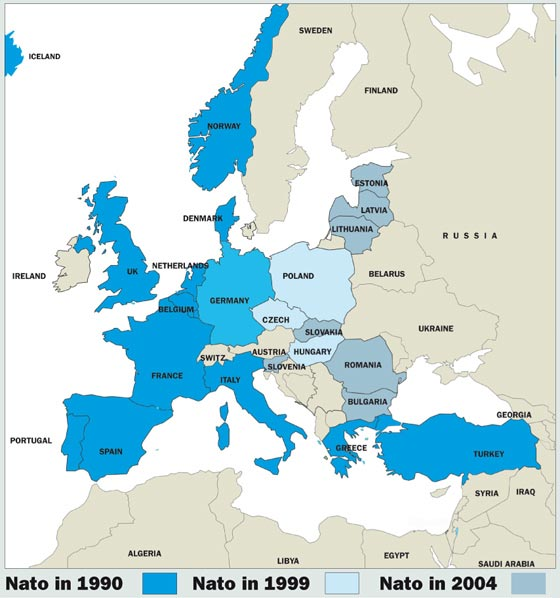 SWEDEN
ICELAND
FINLAND
NORWAY
ESTONIA
LATVIA
DENMARK
LITHUANIA
RUSSIA
NETHERLANDS
IRELAND
UK
POLAND
BELARUS
GERMANY
BELGIUM
CZECH
UKRAINE
SLOVAKIA
SWITZ
AUSTRIA
HUNGARY
SLOVENIA
ROMANIA
FRANCE
ITALY
BULGARIA
GEORGIA
PORTUGAL
SPAIN
GREECE
TURKEY
SYRIA
IRAQ
ALGERIA
LIBYA
EGYPT
SAUDI ARABIA
Nato in 1990
Nato in 1999
Nato in 2004